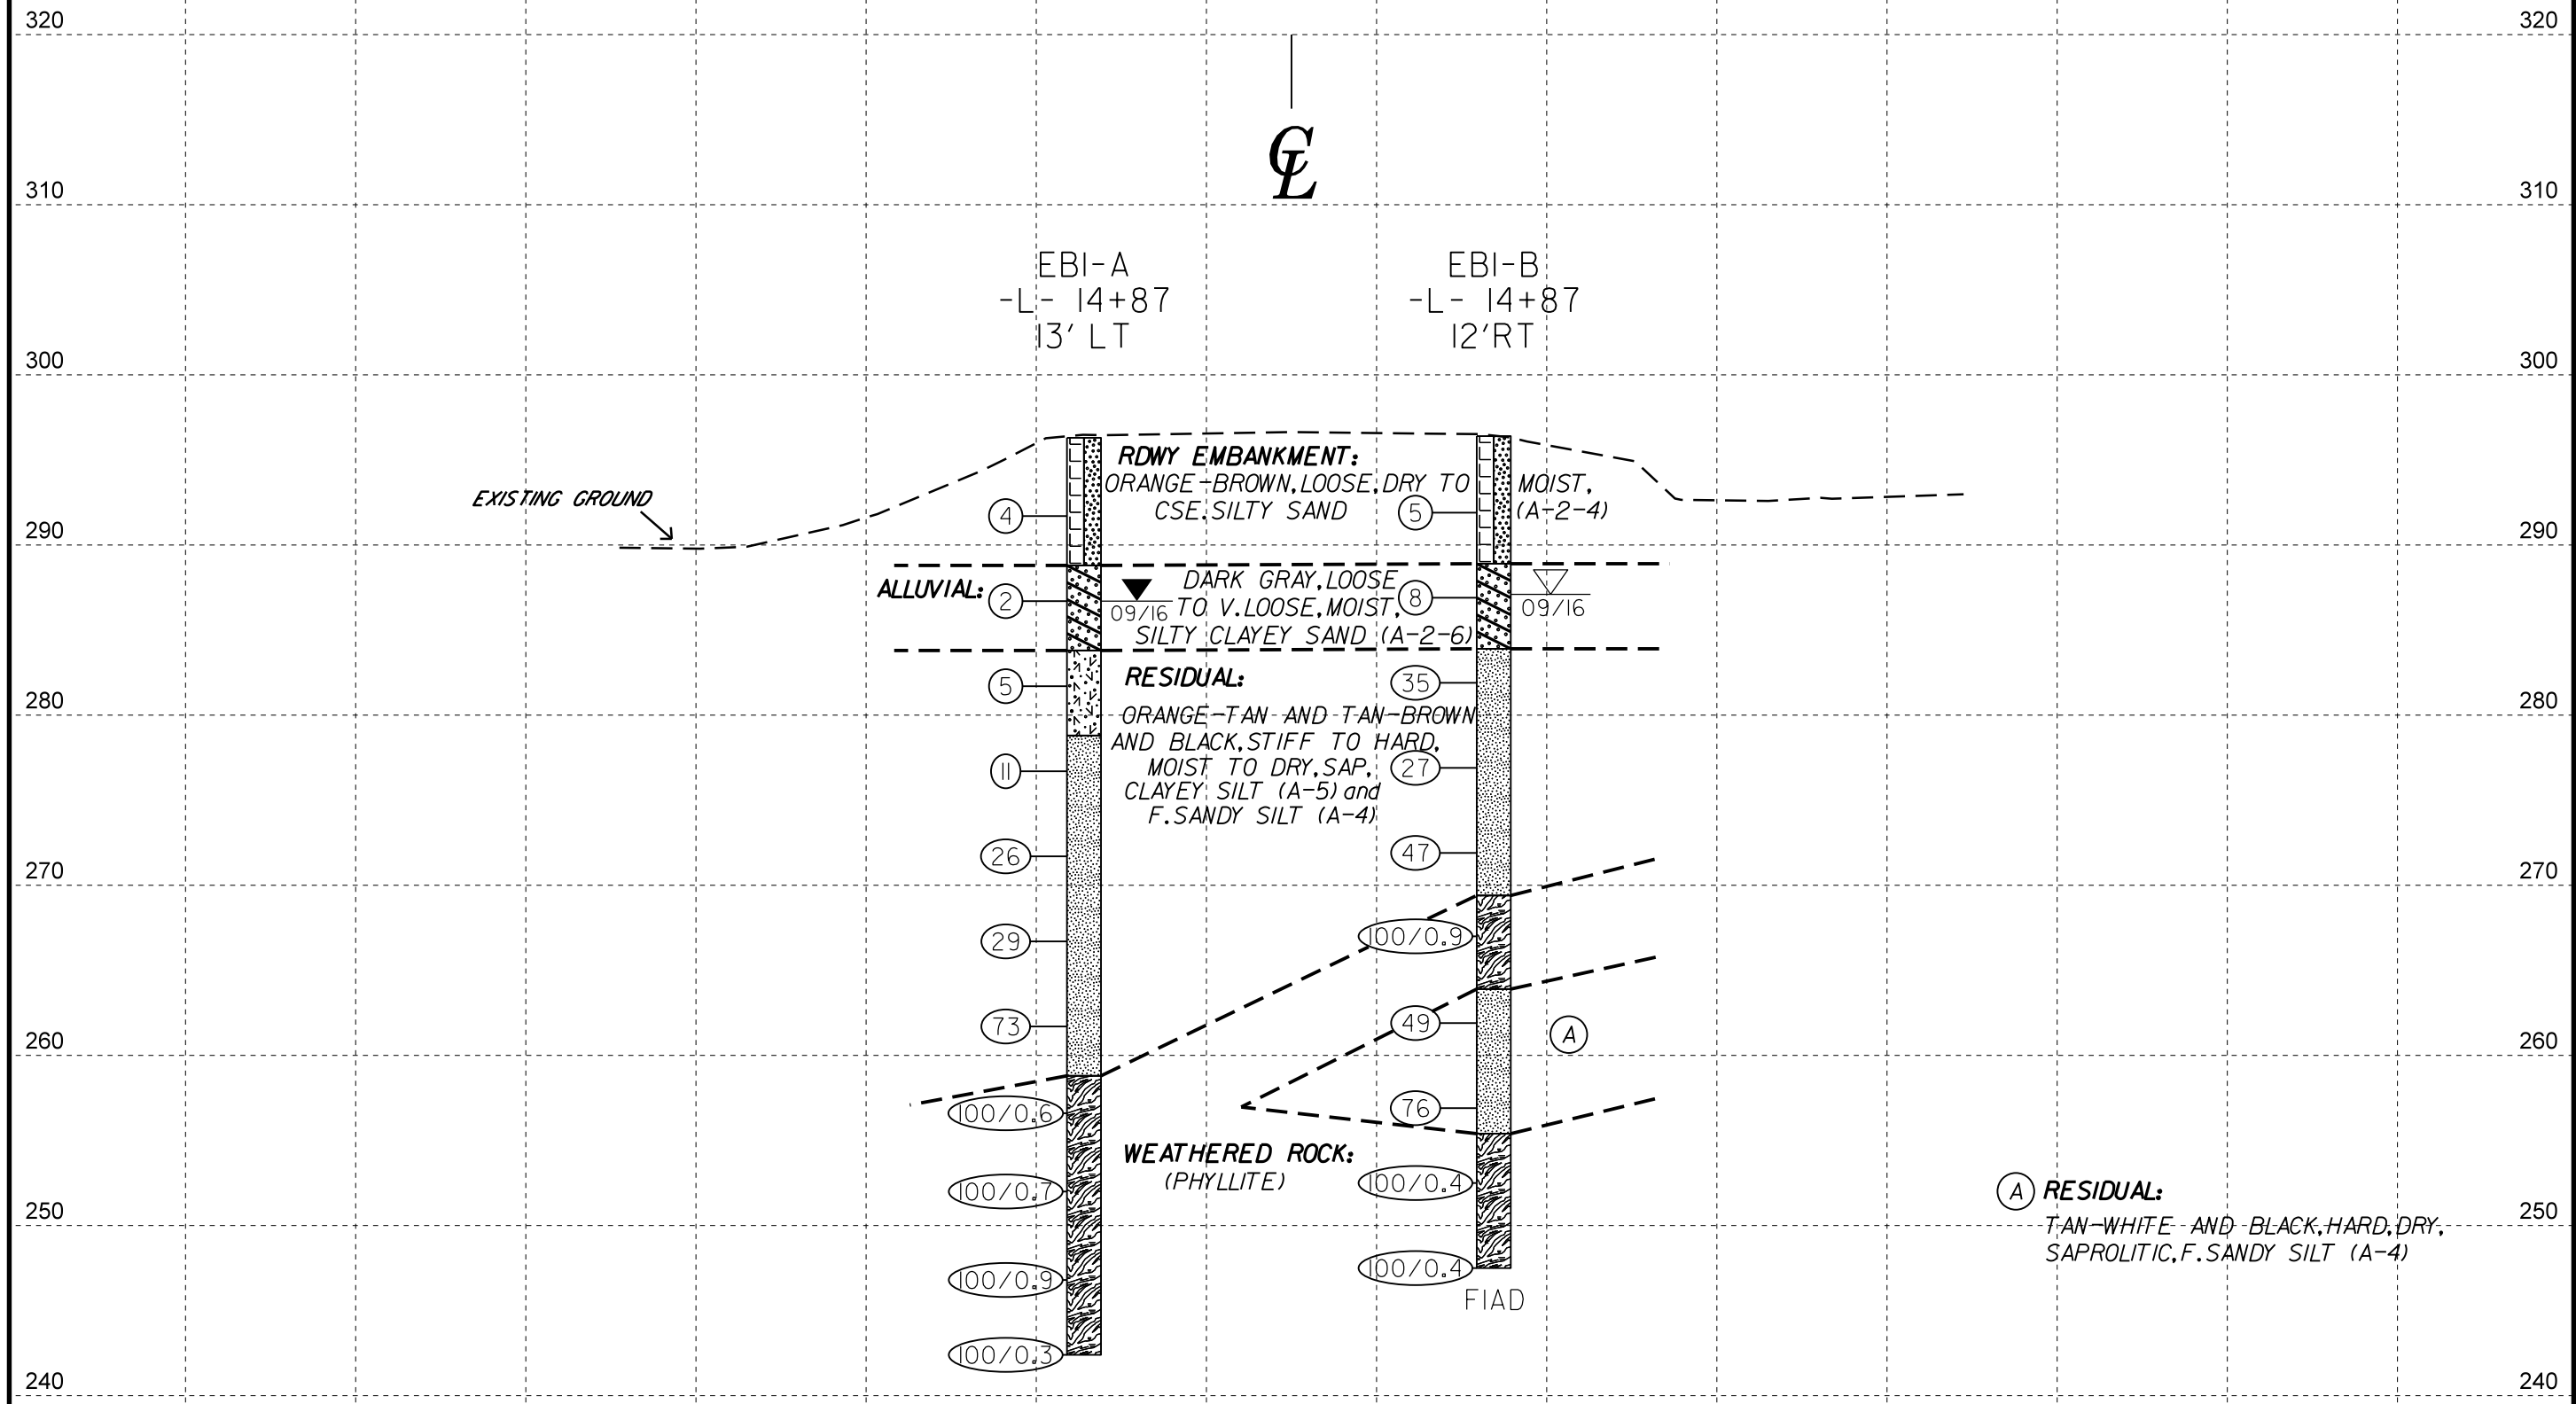 320 320
℄
310 310
EB1-A EB1-B
-L- 14+87 -L- 14+87
13' LT 12'RT
300 300
RDWY EMBANKMENT:
ORANGE-BROWN, LOOSE, DRY TO MOIST,
EXISTING GROUND
4 CSE. SILTY SAND 5 (A-2-4)
290 290
DARK GRAY, LOOSE
ALLUVIAL: 2 8
09/16 TO V. LOOSE, MOIST, 09/16
SILTY CLAYEY SAND (A-2-6)
5 RESIDUAL: 35
280 280
ORANGE-TAN AND TAN-BROWN
AND BLACK, STIFF TO HARD,
11 MOIST TO DRY, SAP, 27
CLAYEY SILT (A-5) and
F. SANDY SILT (A-4)
26 47
270 270
29 100/0.9
73 49 A
260 260
100/0.6 76
WEATHERED ROCK:
(PHYLLITE)
100/0.7 100/0.4
A RESIDUAL:
250 250
TAN-WHITE AND BLACK, HARD, DRY,
SAPROLITIC, F. SANDY SILT (A-4)
100/0.9 100/0.4
FIAD
100/0.3
240 240